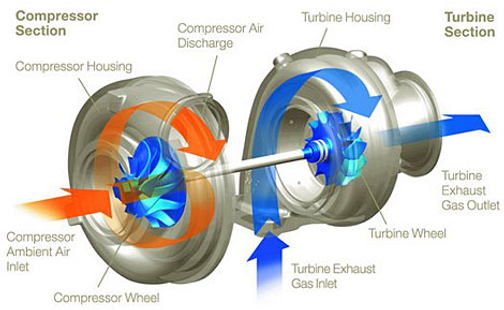 Compressor
Section
Compressor Air
Discharge
Turbine Housing
Turbine
Section
Compressor Housing
Turbine
Exhaust
Gas Outlet
Turbine Wheel
Compressor
Ambient Air
Inlet
Turbine Exhaust
Gas Inlet
Compressor Wheel